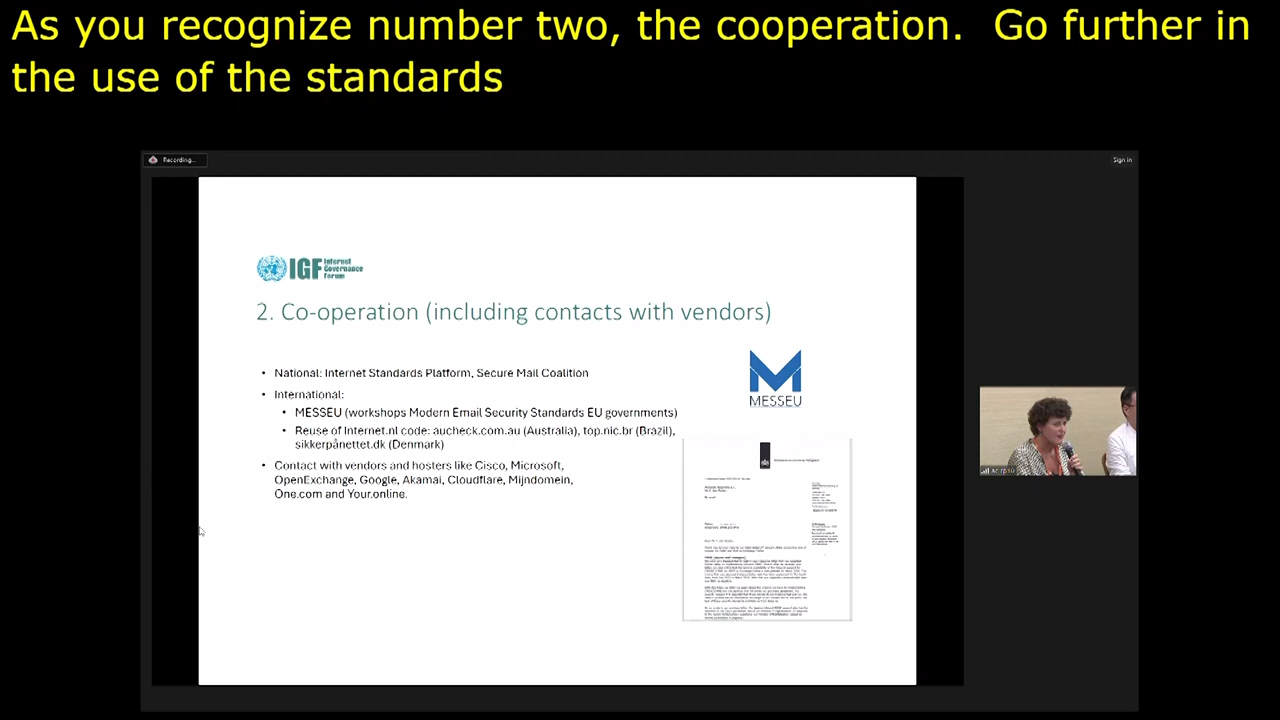 As you recognize number two, the cooperation.  Go further in
the use of the standards
Recording...
Sign in
IGF Internet
Governance
Forum
2. Co-operation (including contacts with vendors)
• National: Internet Standards Platform, Secure Mail Coalition
• International:
• MESSEU (workshops Modern Email Security Standards EU governments)
• Reuse of Internet.nl code: aucheck.com.au (Australia), top.nic.br (Brazil),
sikkerpånettet.dk (Denmark)
• Contact with vendors and hosters like Cisco, Microsoft,
OpenExchange, Google, Akamai, Cloudflare, Mijndomein,
One.com and Your.online.
MESSEU